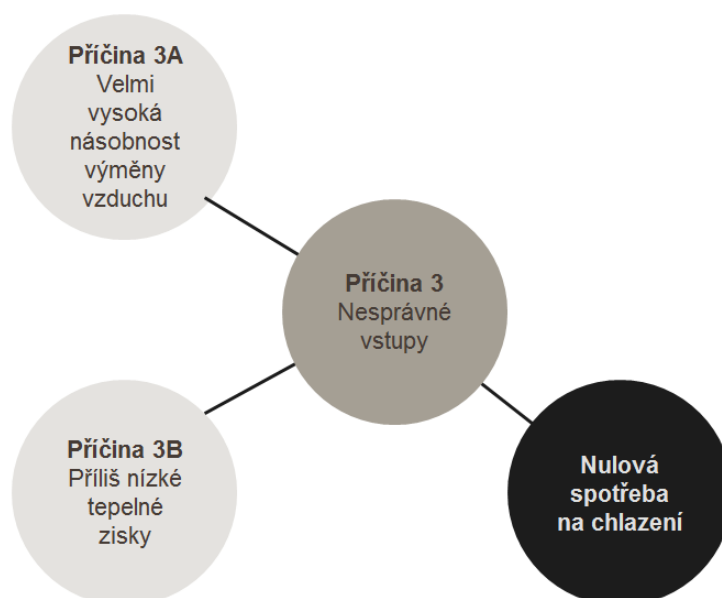 Příčina 3A
Velmi
vysoká
násobnost
výměny
vzduchu
Příčina 3
Nesprávné
vstupy
Příčina 3B
Příliš nízké
tepelné
zisky
Nulová
spotřeba
na chlazení